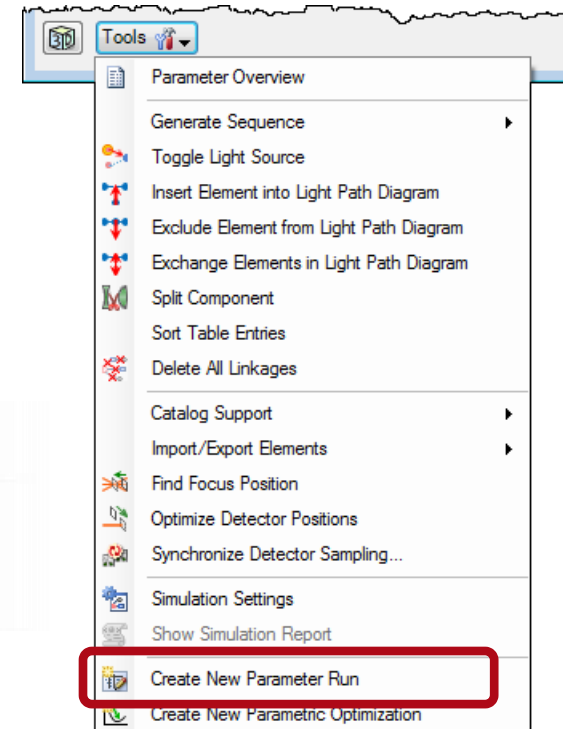 3D
Tools
Parameter Overview
Generate Sequence
Toggle Light Source
Insert Element into Light Path Diagram
Exclude Element from Light Path Diagram
Exchange Elements in Light Path Diagram
Split Component
Sort Table Entries
Delete All Linkages
Catalog Support
Import/Export Elements
Find Focus Position
Optimize Detector Positions
Synchronize Detector Sampling...
Simulation Settings
Show Simulation Report
Create New Parameter Run
Create New Parametric Optimization